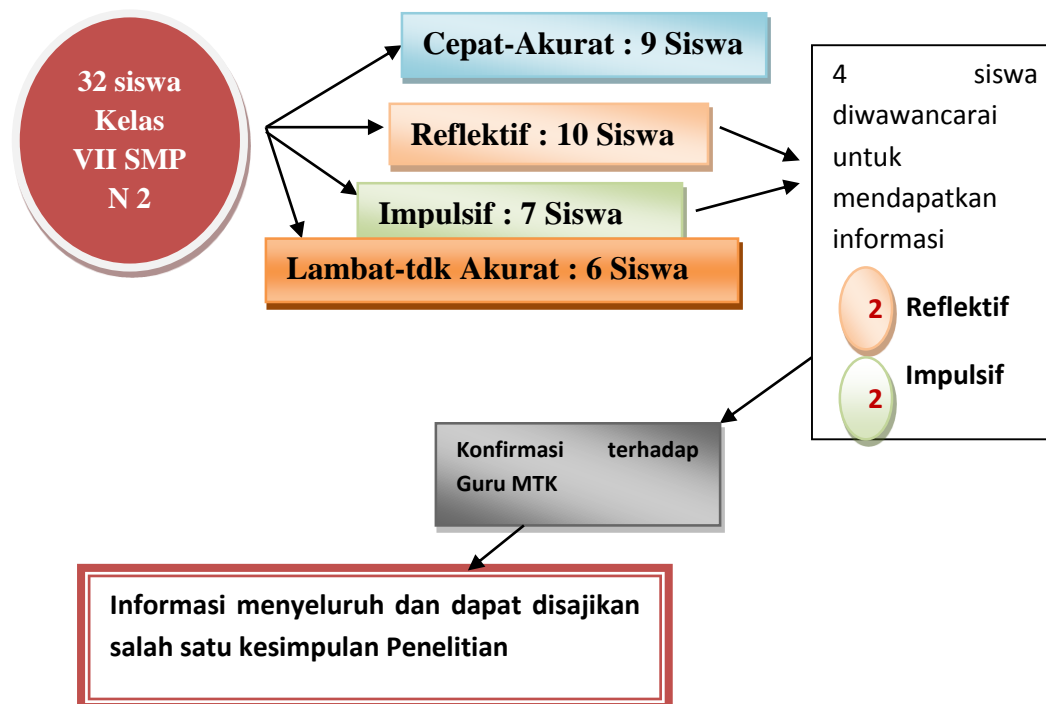 32 siswa
Kelas
VII SMP
N 2
Cepat-Akurat : 9 Siswa
Reflektif : 10 Siswa
Impulsif : 7 Siswa
Lambat-tdk Akurat : 6 Siswa
4 siswa
diwawancarai
untuk
mendapatkan
informasi
2 Reflektif
2 Impulsif
Konfirmasi terhadap
Guru MTK
Informasi menyeluruh dan dapat disajikan
salah satu kesimpulan Penelitian